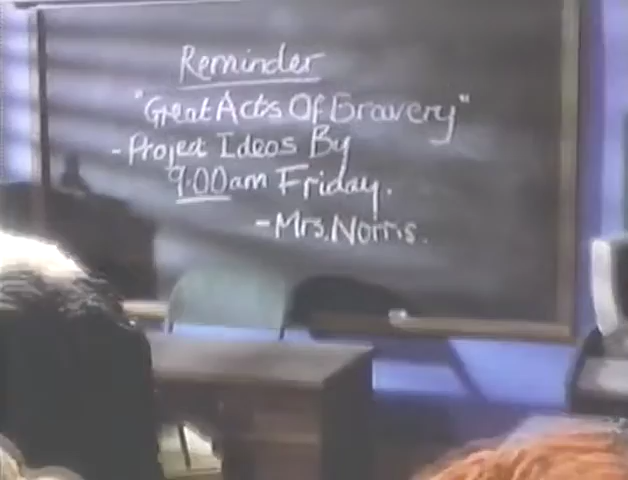 Reminder
"Great Acts Of Bravery"
- Project Ideas By
9.00am Friday.
- Mrs. Norris.